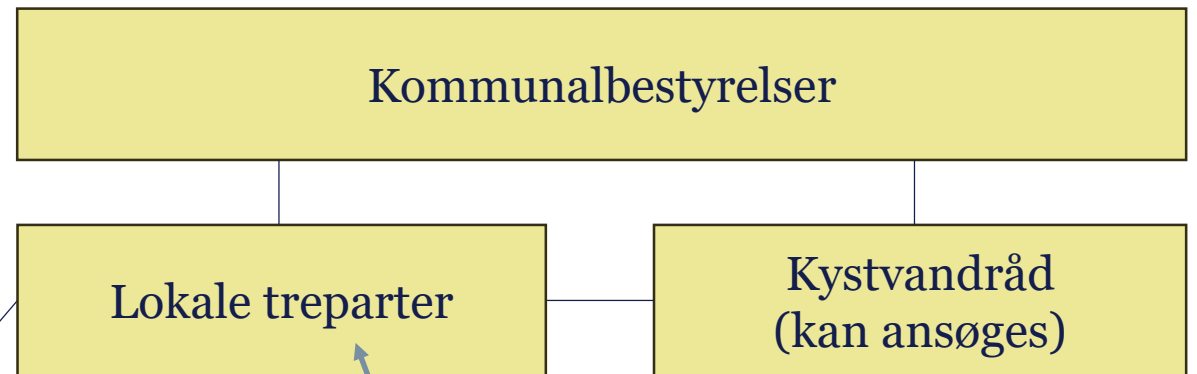 Kommunalbestyrelser
Lokale treparter
Kystvandråd
(kan ansøges)